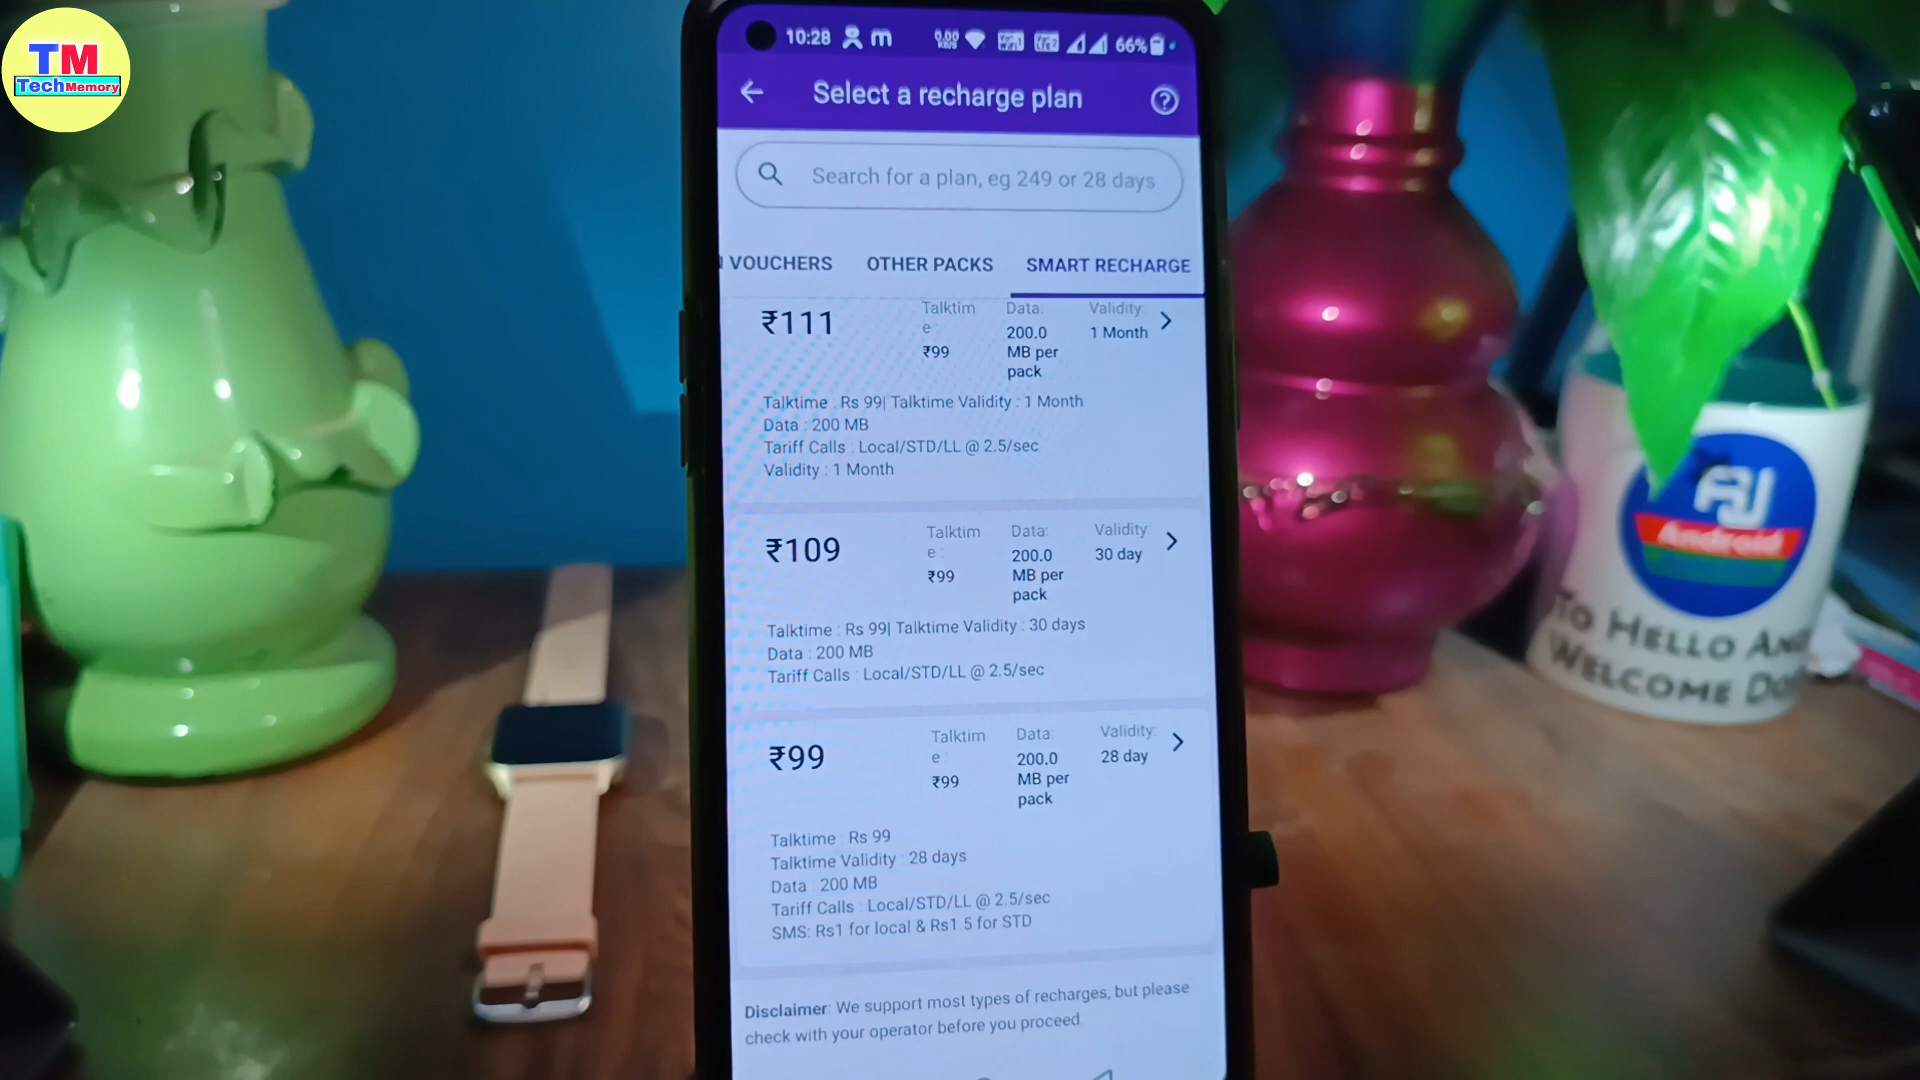 TM
TechMemory
10:28
m
0.00
KB/S
66%
Select a recharge plan
Search for a plan, eg 249 or 28 days
VOUCHERS
OTHER PACKS
SMART RECHARGE
₹111
Talktim
e :
₹99
Data:
200.0
MB per
pack
Validity:
1 Month
Talktime : Rs 99| Talktime Validity : 1 Month
Data : 200 MB
Tariff Calls : Local/STD/LL @ 2.5/sec
Validity : 1 Month
₹109
Talktim
e :
₹99
Data:
200.0
MB per
pack
Validity:
30 day
Talktime : Rs 99| Talktime Validity : 30 days
Data : 200 MB
Tariff Calls : Local/STD/LL @ 2.5/sec
₹99
Talktim
e :
₹99
Data:
200.0
MB per
pack
Validity:
28 day
Talktime : Rs 99
Talktime Validity : 28 days
Data : 200 MB
Tariff Calls : Local/STD/LL @ 2.5/sec
SMS: Rs1 for local & Rs1.5 for STD
Disclaimer: We support most types of recharges, but please
check with your operator before you proceed.
Android
TO HELLO
WELCOME